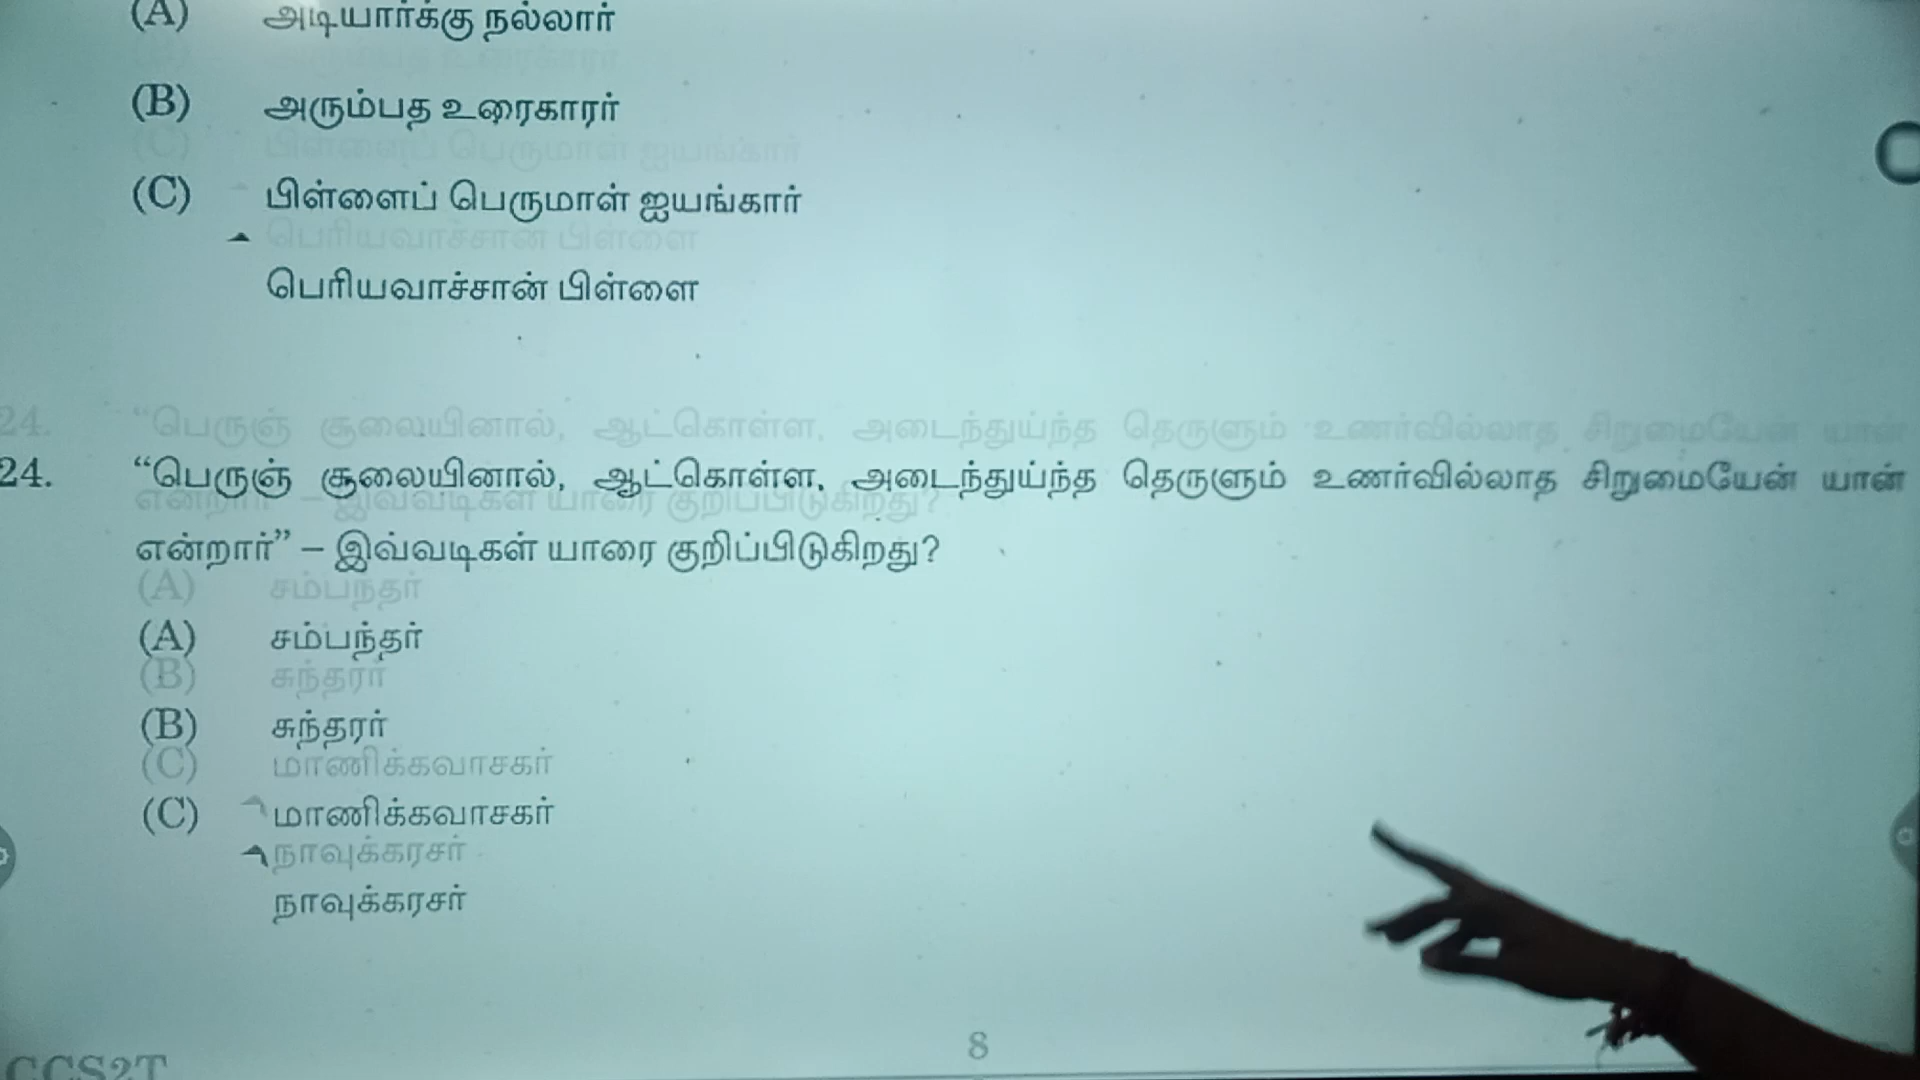 (A) அடியார்க்கு நல்லார்
(B) அரும்பத உரைகாரர்
(C) பிள்ளைப் பெருமாள் ஐயங்கார்
பெரியவாச்சான் பிள்ளை
24. “பெருஞ் சூலையினால், ஆட்கொள்ள, அடைந்துய்ந்த தெருளும் உணர்வில்லாத சிறுமையேன் யான்
என்றார்” – இவ்வடிகள் யாரை குறிப்பிடுகிறது?
(A) சம்பந்தர்
(B) சுந்தரர்
(C) மாணிக்கவாசகர்
நாவுக்கரசர்
8
CCS2T